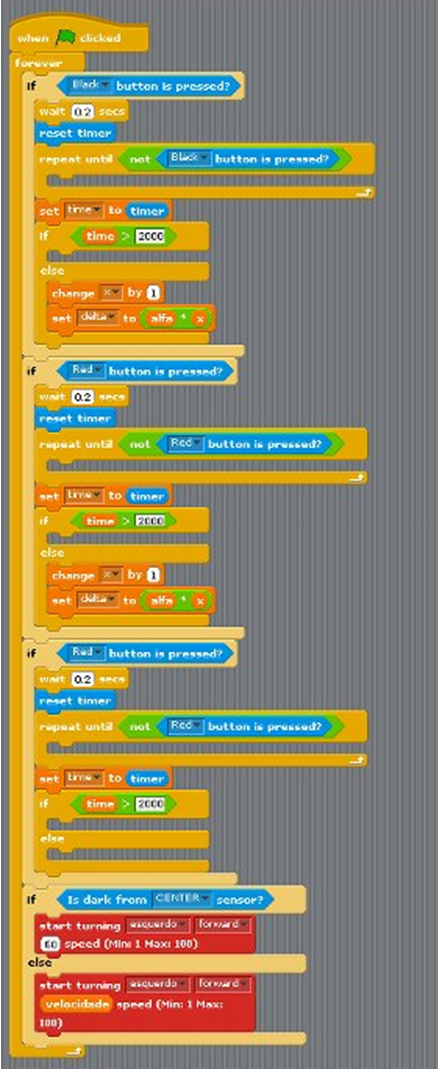 when clicked
forever
if Black button is pressed?
wait 0.2 secs
reset timer
repeat until not Black button is pressed?
set time to timer
if time > 2000
else
change x by 1
set delta to alfa * x
if Red button is pressed?
wait 0.2 secs
reset timer
repeat until not Red button is pressed?
set time to timer
if time > 2000
else
change x by 1
set delta to alfa * x
if Red button is pressed?
wait 0.2 secs
reset timer
repeat until not Red button is pressed?
set time to timer
if time > 2000
else
if Is dark from CENTER sensor?
start turning esquerdo forward
60 speed (Min: 1 Max: 100)
else
start turning esquerdo forward
velocidade speed (Min: 1 Max:
100)